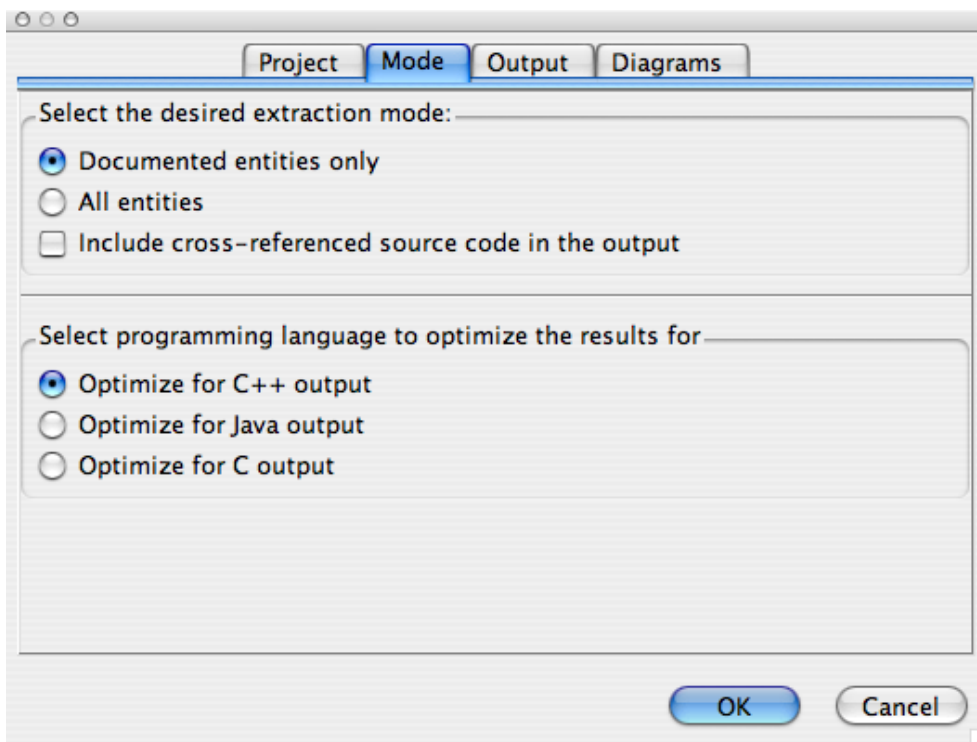 Project Mode Output Diagrams
Select the desired extraction mode:
Documented entities only
All entities
Include cross-referenced source code in the output
Select programming language to optimize the results for
Optimize for C++ output
Optimize for Java output
Optimize for C output
OK Cancel